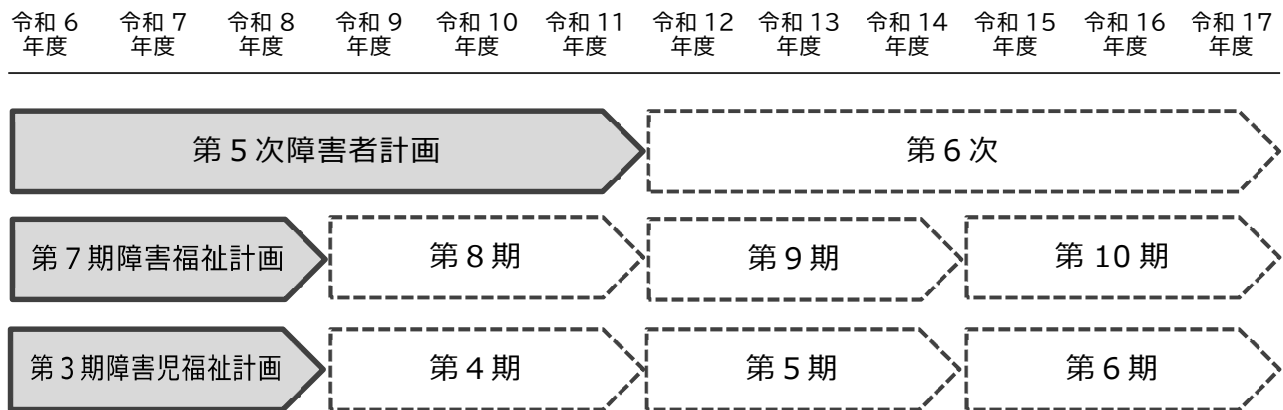 令和 6 令和 7 令和 8 令和 9 令和 10 令和 11 令和 12 令和 13 令和 14 令和 15 令和 16 令和 17
年度 年度 年度 年度 年度 年度 年度 年度 年度 年度 年度 年度
第５次障害者計画 第６次
第７期障害福祉計画 第８期 第９期 第 10 期
第３期障害児福祉計画 第４期 第５期 第６期